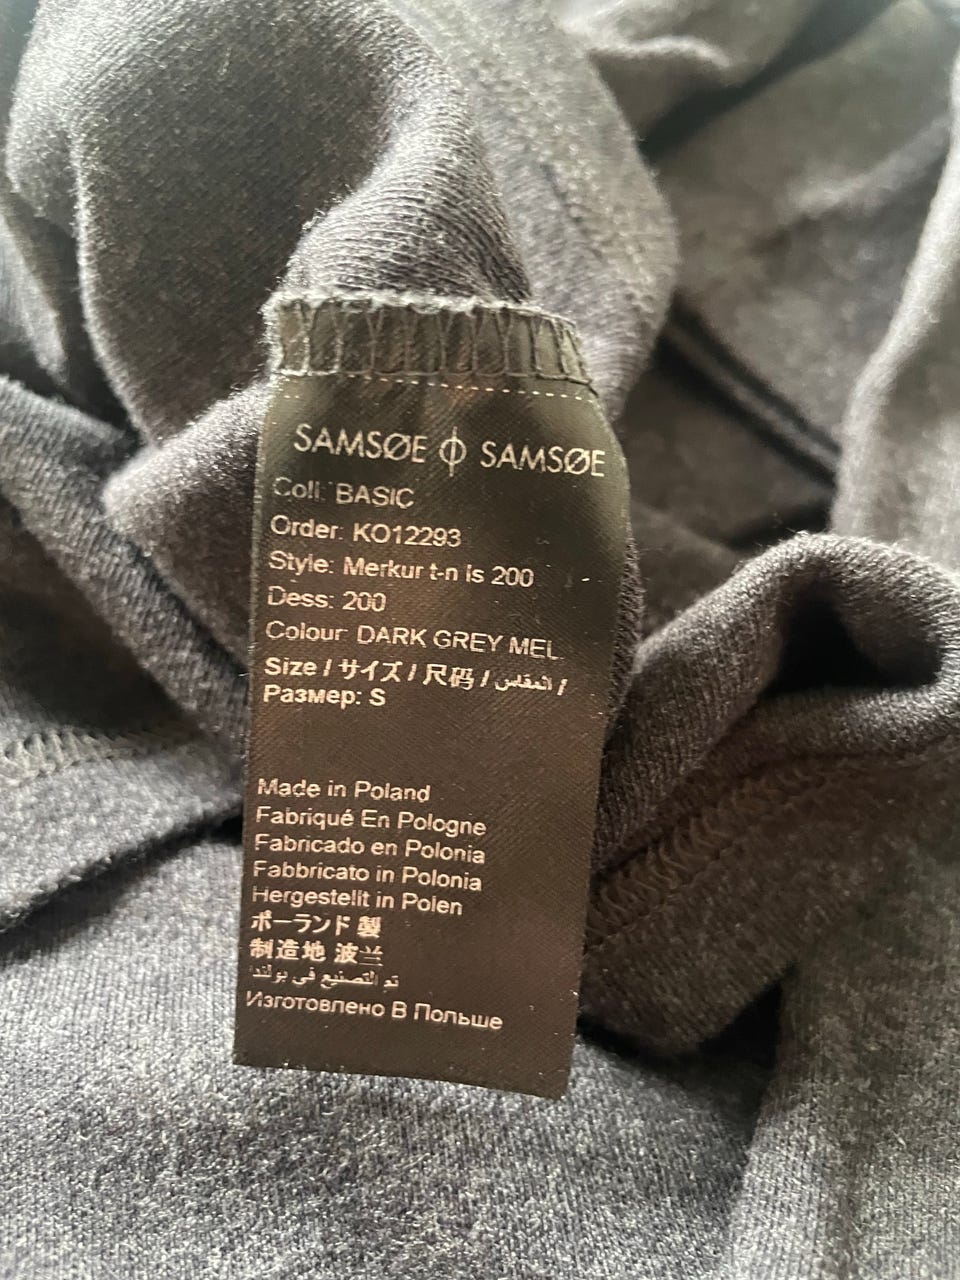 SAMSØE ϕ SAMSØE
Coll: BASIC
Order: KO12293
Style: Merkur t-n ls 200
Dess: 200
Colour: DARK GREY MEL.
Size / サイズ / 尺码 / المقاس /
Размер: S
Made in Poland
Fabriqué En Pologne
Fabricado en Polonia
Fabbricato in Polonia
Hergestellt in Polen
ポーランド 製
制造地 波兰
تم التصنيع في بولندا
Изготовлено В Польше